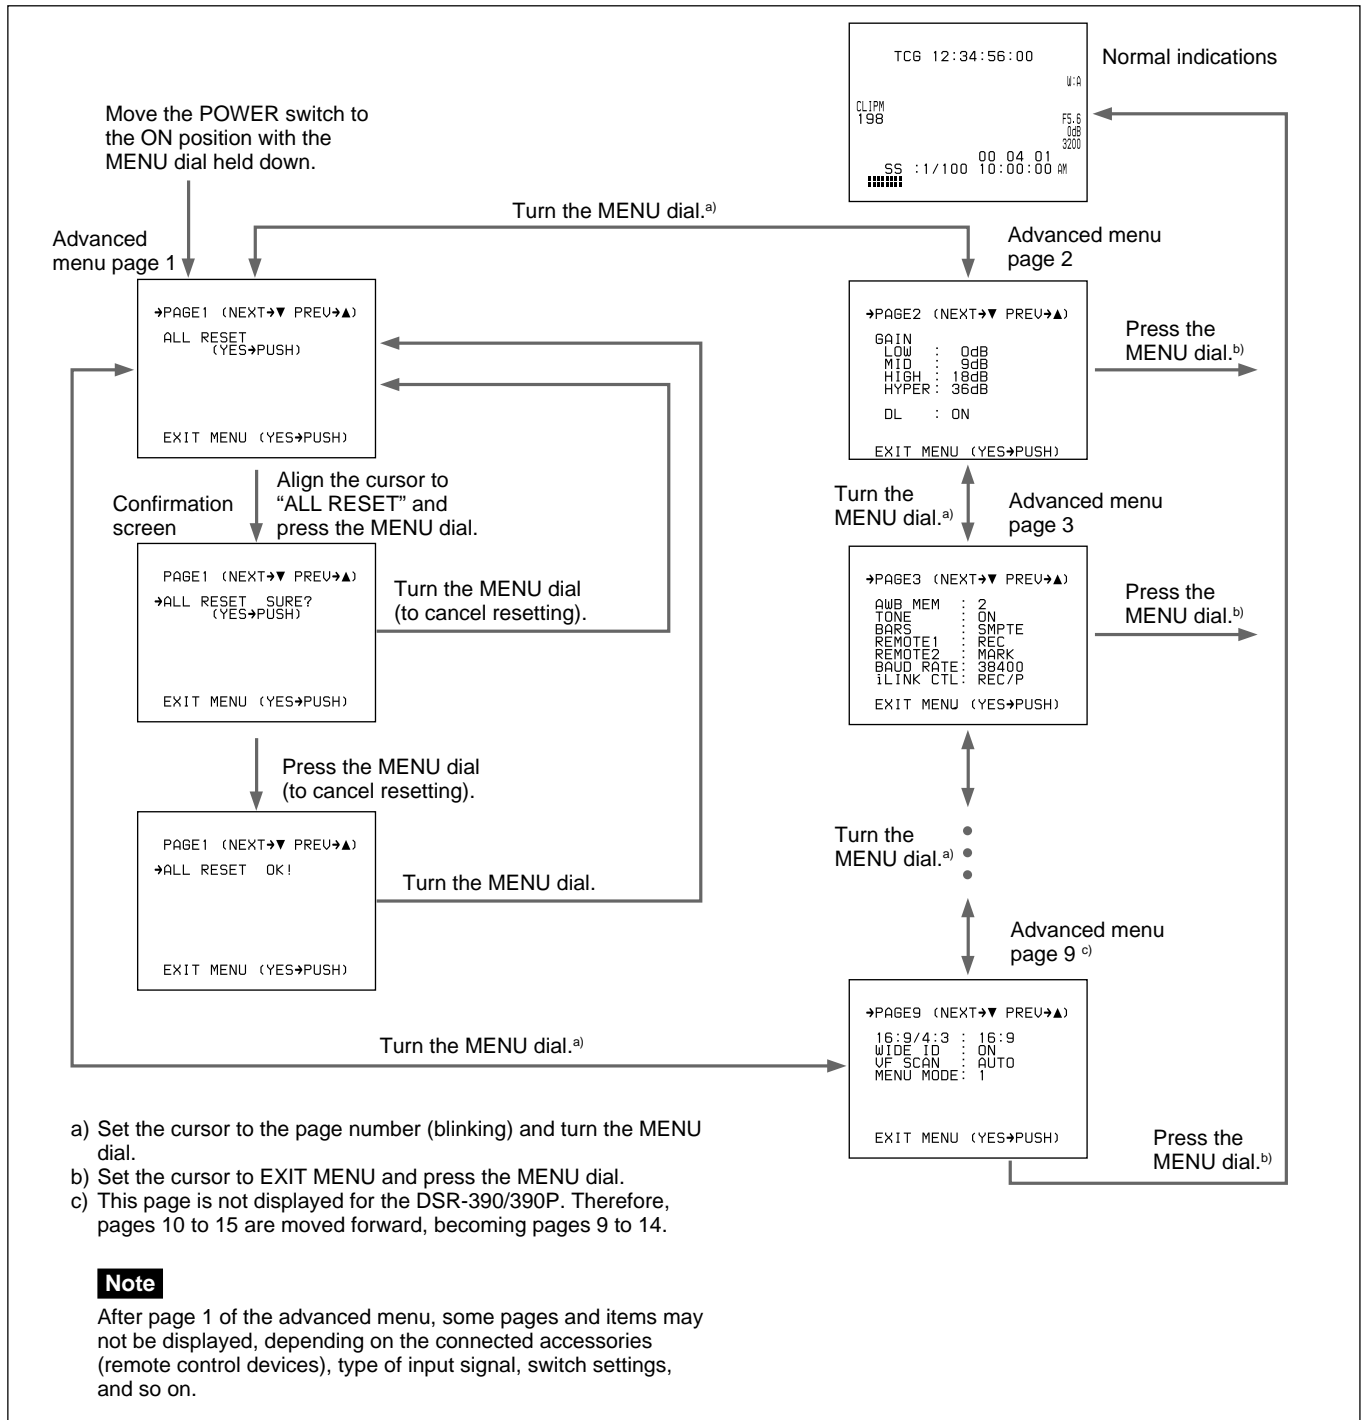 TCG 12:34:56:00
Normal indications
W:A
CLIPM
198
F5.6
0dB
3200
00 04 01
SS :1/100 10:00:00 AM
Move the POWER switch to
the ON position with the
MENU dial held down.
Turn the MENU dial.a)
Advanced
menu page 1
➔PAGE1 (NEXT➔▼ PREV➔▲)
ALL RESET
(YES➔PUSH)
EXIT MENU (YES➔PUSH)
Advanced menu
page 2
➔PAGE2 (NEXT➔▼ PREV➔▲)
GAIN
LOW : 0dB
MID : 9dB
HIGH : 18dB
HYPER: 36dB
DL : ON
EXIT MENU (YES➔PUSH)
Press the
MENU dial.b)
Confirmation
screen
Align the cursor to
“ALL RESET” and
press the MENU dial.
PAGE1 (NEXT➔▼ PREV➔▲)
➔ALL RESET SURE?
(YES➔PUSH)
EXIT MENU (YES➔PUSH)
Turn the MENU dial
(to cancel resetting).
Turn the
MENU dial.a)
Advanced menu
page 3
➔PAGE3 (NEXT➔▼ PREV➔▲)
AWB MEM : 2
TONE : ON
BARS : SMPTE
REMOTE1 : REC
REMOTE2 : MARK
BAUD RATE: 38400
iLINK CTL: REC/P
EXIT MENU (YES➔PUSH)
Press the
MENU dial.b)
Press the MENU dial
(to cancel resetting).
PAGE1 (NEXT➔▼ PREV➔▲)
➔ALL RESET OK!
EXIT MENU (YES➔PUSH)
Turn the MENU dial.
Turn the
MENU dial.a)
Advanced menu
page 9 c)
➔PAGE9 (NEXT➔▼ PREV➔▲)
16:9/4:3 : 16:9
WIDE ID : ON
VF SCAN : AUTO
MENU MODE: 1
EXIT MENU (YES➔PUSH)
Turn the MENU dial.a)
Press the
MENU dial.b)
a) Set the cursor to the page number (blinking) and turn the MENU
dial.
b) Set the cursor to EXIT MENU and press the MENU dial.
c) This page is not displayed for the DSR-390/390P. Therefore,
pages 10 to 15 are moved forward, becoming pages 9 to 14.
Note
After page 1 of the advanced menu, some pages and items may
not be displayed, depending on the connected accessories
(remote control devices), type of input signal, switch settings,
and so on.